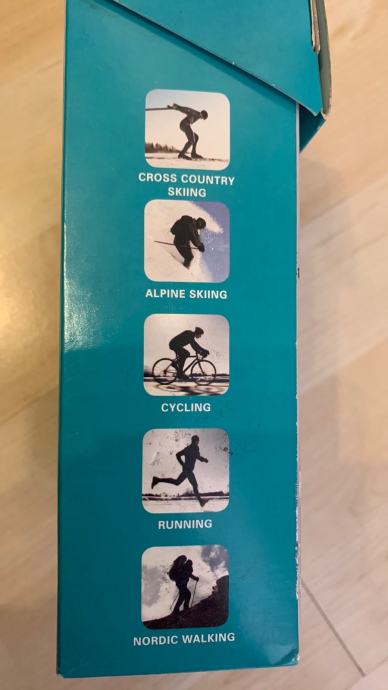 CROSS COUNTRY
SKIING
ALPINE SKIING
CYCLING
RUNNING
NORDIC WALKING